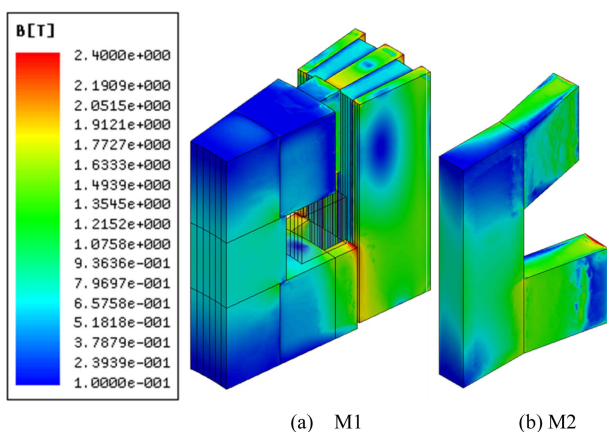 B[T]
2.4000e+000
2.1909e+000
2.0515e+000
1.9121e+000
1.7727e+000
1.6333e+000
1.4939e+000
1.3545e+000
1.2152e+000
1.0758e+000
9.3636e-001
7.9697e-001
6.5758e-001
5.1818e-001
3.7879e-001
2.3939e-001
1.0000e-001
(a) M1 (b) M2